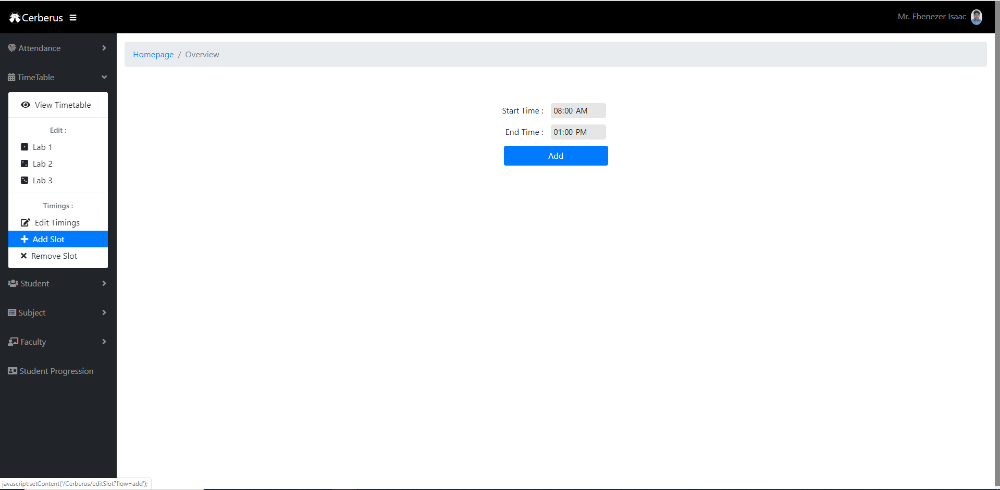 Cerberus
Mr. Ebenezer Isaac
Attendance
TimeTable
View Timetable
Edit :
Lab 1
Lab 2
Lab 3
Timings :
Edit Timings
Add Slot
Remove Slot
Student
Subject
Faculty
Student Progression
Homepage / Overview
Start Time : 08:00 AM
End Time : 01:00 PM
Add
javascript:setContent('/Cerberus/editSlot?flow=add');